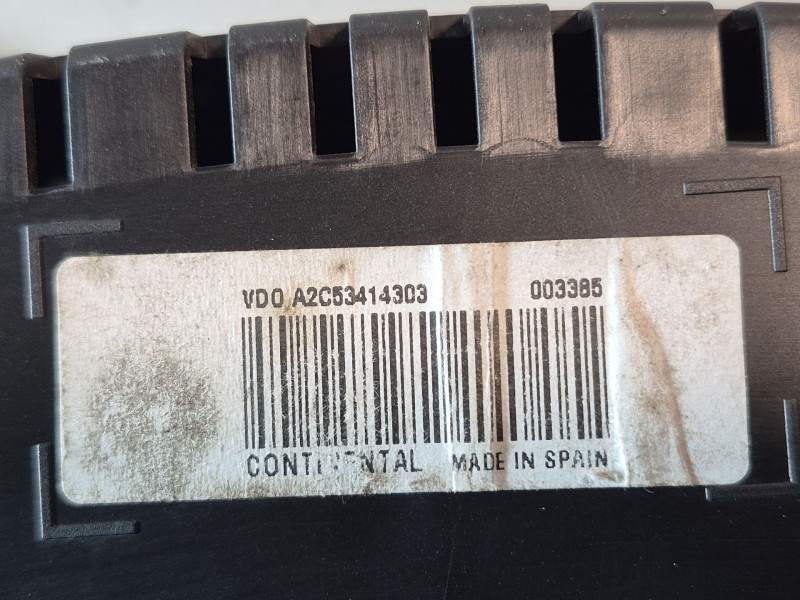 VDO A2C53414303 003385
CONTINENTAL MADE IN SPAIN